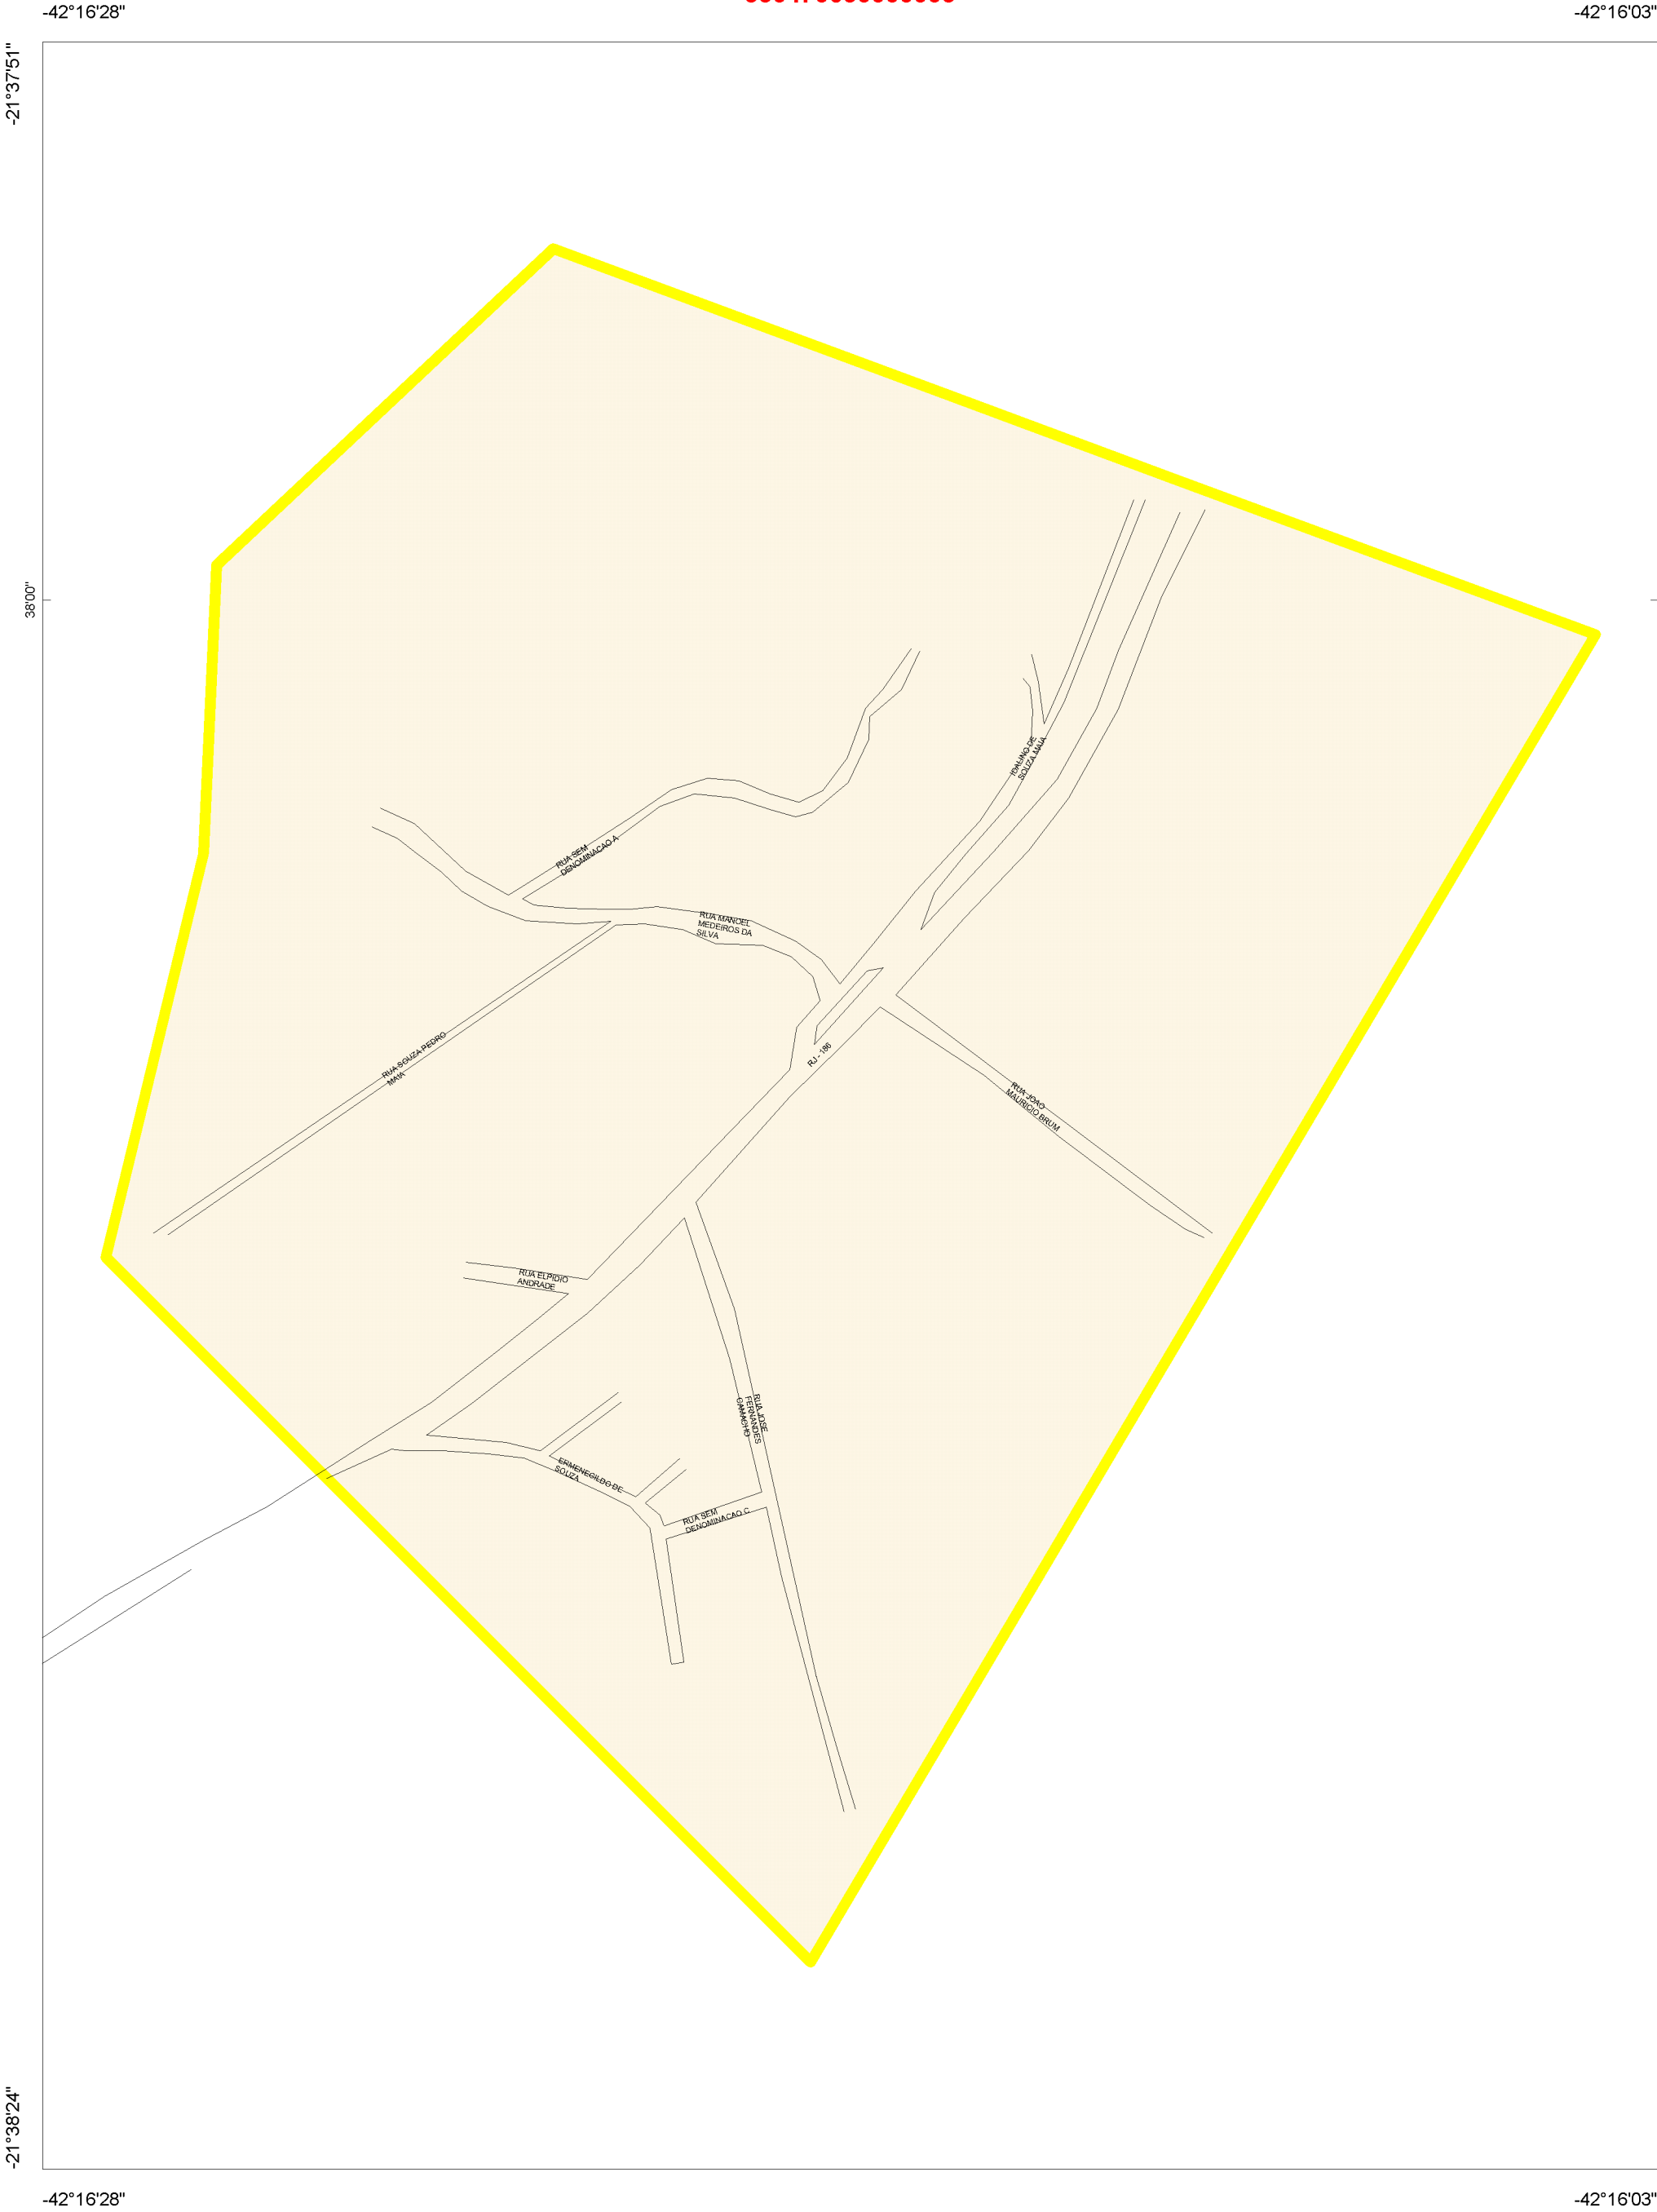 -42°16'28"
-42°16'03"
-21°37'51"
38'00"
IDALINO DE
SOUZA MAIA
RUA SEM
DENOMINACAO A
RUA MANOEL
MEDEIROS DA
SILVA
RUA SOUZA PEDRO
MAIA
RJ - 186
RUA JOAO
MAURICIO BRUM
RUA ELPIDIO
ANDRADE
RUA JOSE
FERNANDES
CAMACHO
ERMENEGILDO DE
SOUZA
RUA SEM
DENOMINACAO C
-21°38'24"
-42°16'28"
-42°16'03"